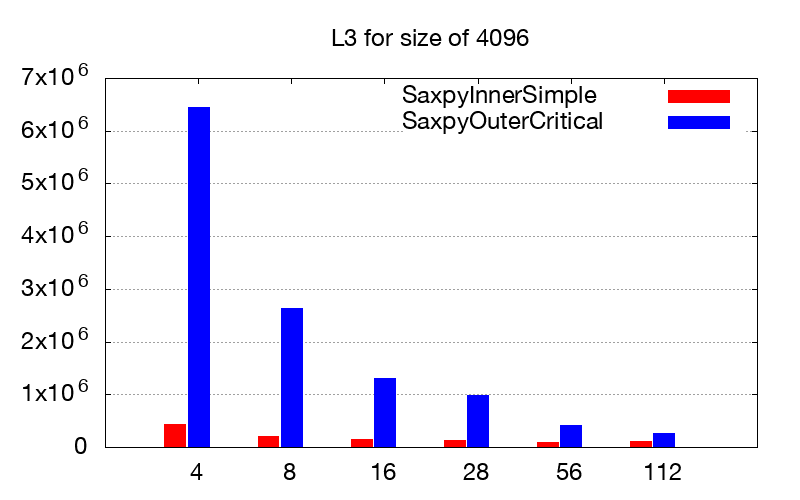 L3 for size of 4096
7x10^6
6x10^6
5x10^6
4x10^6
3x10^6
2x10^6
1x10^6
0
SaxpyInnerSimple
SaxpyOuterCritical
4 8 16 28 56 112